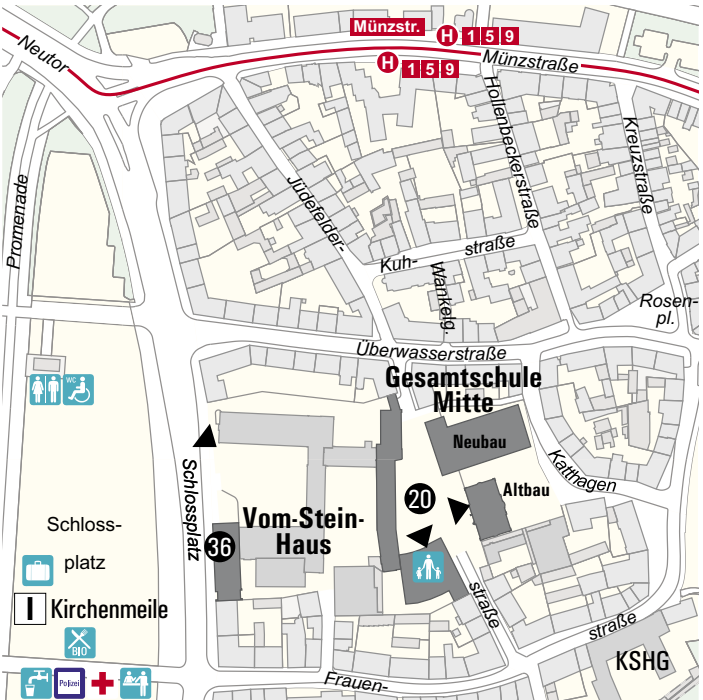 Neutor
Münzstr.
H 1 5 9
H 1 5 9
Münzstraße
Hollenbeckerstraße
Kreuzstraße
Promenade
Jüdefelder-
Kuh-
straße
Wankelg.
Rosen-
pl.
Überwasserstraße
WC
Gesamtschule
Mitte
Neubau
Altbau
Katthagen
20
Schlossplatz
36
Vom-Stein-
Haus
Schloss-
platz
I Kirchenmeile
BIO
Polizei
straße
straße
KSHG
Frauen-